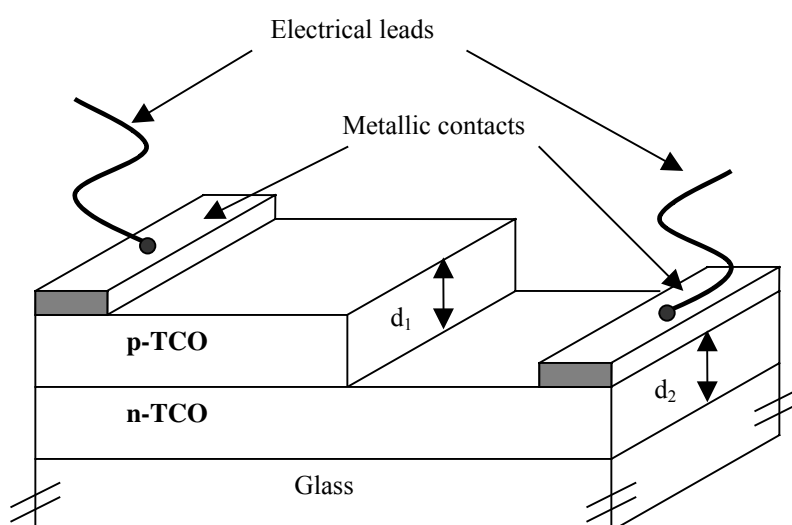 Electrical leads
Metallic contacts
d₁
p-TCO
d₂
n-TCO
Glass